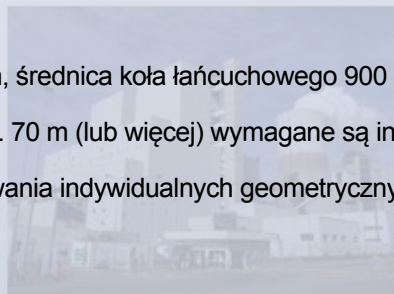 , średnica koła łańcuchowego 900
. 70 m (lub więcej) wymagane są in
wania indywidualnych geometryczny